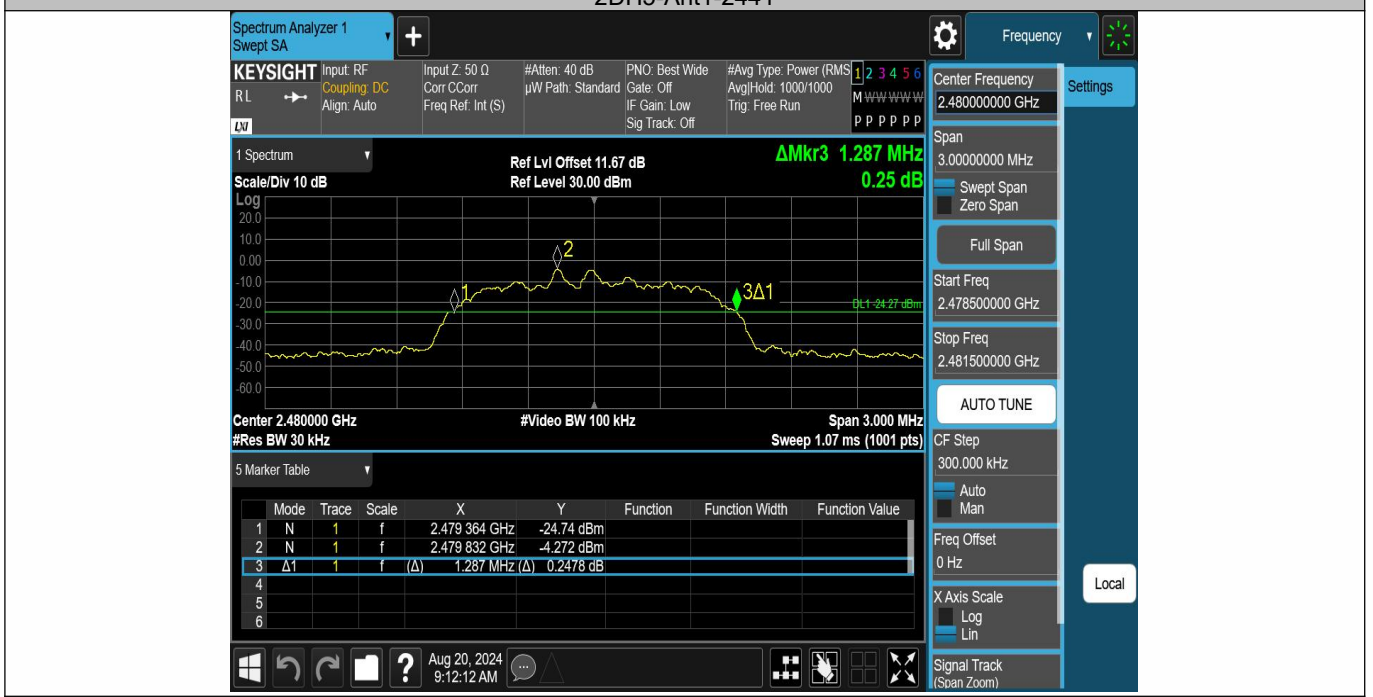 2DH5-Ant1-2441
Spectrum Analyzer 1
Swept SA
+
Frequency
KEYSIGHT
RL
LXI
Input: RF
Coupling: DC
Align: Auto
Input Z: 50 Ω
Corr CCorr
Freq Ref: Int (S)
#Atten: 40 dB
µW Path: Standard
PNO: Best Wide
Gate: Off
IF Gain: Low
Sig Track: Off
#Avg Type: Power (RMS
Avg|Hold: 1000/1000
Trig: Free Run
1 2 3 4 5 6
M W W W W W
P P P P P P
1 Spectrum
Scale/Div 10 dB
Ref Lvl Offset 11.67 dB
Ref Level 30.00 dBm
ΔMkr3 1.287 MHz
0.25 dB
Log
20.0
10.0
0.00
-10.0
-20.0
-30.0
-40.0
-50.0
-60.0
1
2
3Δ1
DL1 -24.27 dBm
Center 2.480000 GHz
#Video BW 100 kHz
Span 3.000 MHz
#Res BW 30 kHz
Sweep 1.07 ms (1001 pts)
5 Marker Table
Mode Trace Scale X Y Function Function Width Function Value
1 N 1 f 2.479 364 GHz -24.74 dBm
2 N 1 f 2.479 832 GHz -4.272 dBm
3 Δ1 1 f (Δ) 1.287 MHz (Δ) 0.2478 dB
4
5
6
?
Aug 20, 2024
9:12:12 AM
Center Frequency
2.480000000 GHz
Span
3.00000000 MHz
Swept Span
Zero Span
Full Span
Start Freq
2.478500000 GHz
Stop Freq
2.481500000 GHz
AUTO TUNE
CF Step
300.000 kHz
Auto
Man
Freq Offset
0 Hz
X Axis Scale
Log
Lin
Signal Track
(Span Zoom)
Settings
Local